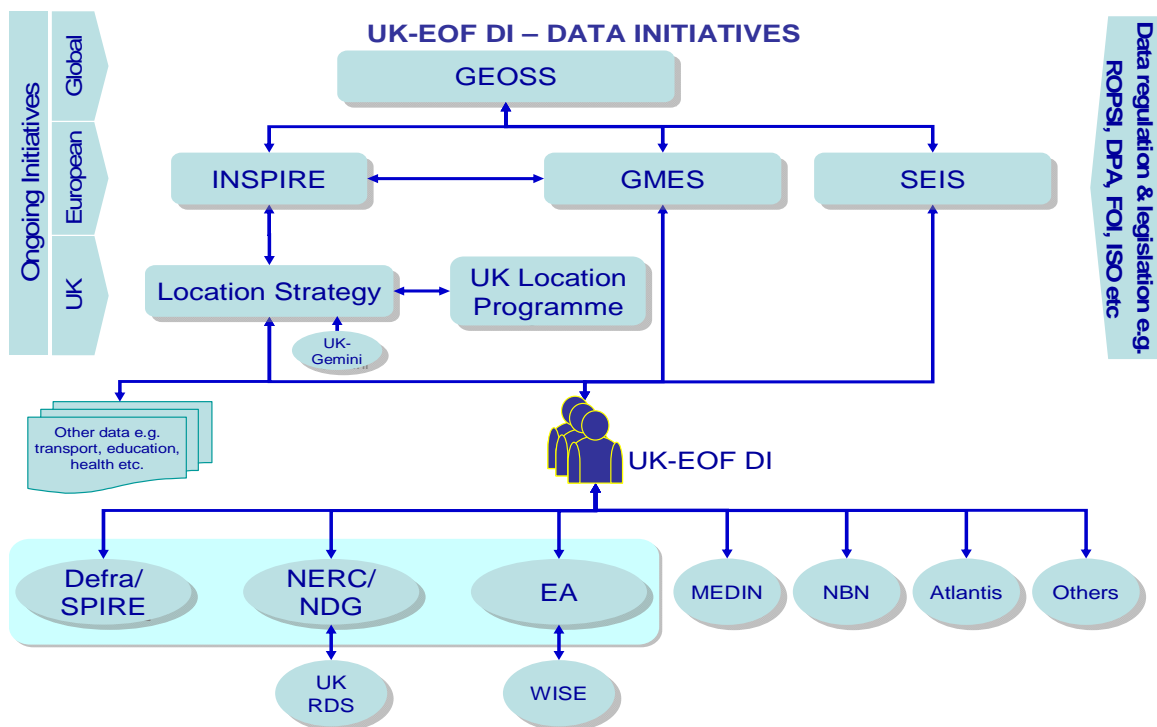 UK-EOF DI – DATA INITIATIVES
Ongoing Initiatives
Global
European
UK
Data regulation & legislation e.g.
ROPSI, DPA, FOI, ISO etc
GEOSS
INSPIRE
GMES
SEIS
Location Strategy
UK Location
Programme
UK-
Gemini
Other data e.g.
transport, education,
health etc.
UK-EOF DI
Defra/
SPIRE
NERC/
NDG
EA
MEDIN
NBN
Atlantis
Others
UK
RDS
WISE